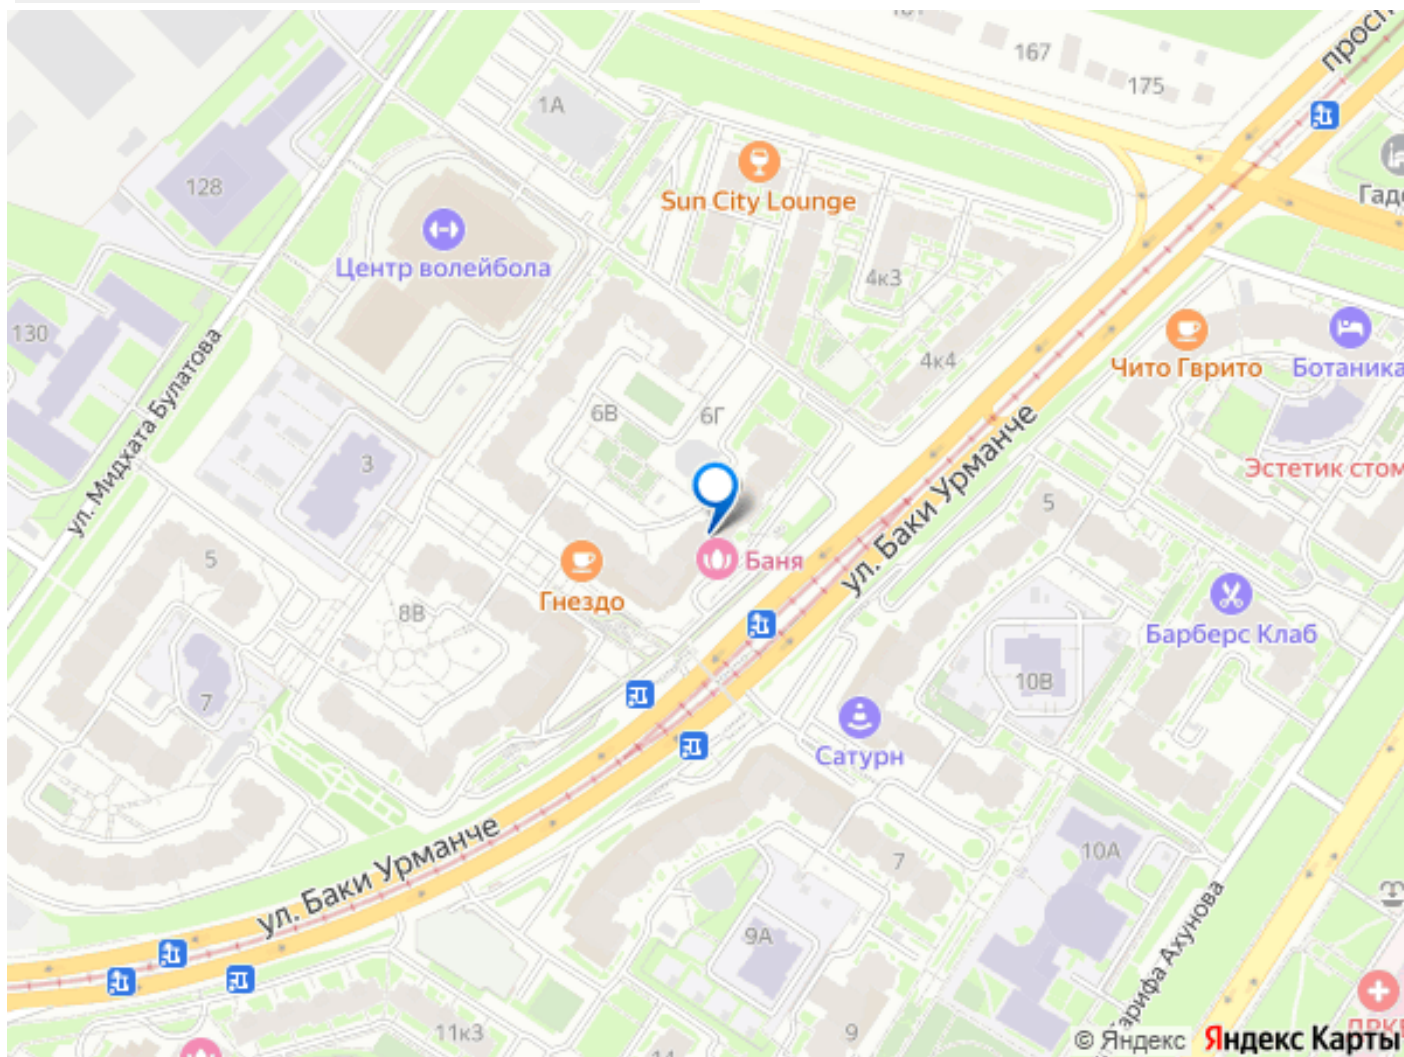 167
175
1А
128
Sun City Lounge
Центр волейбола
4к3
130
ул. Мидхата Булатова
4к4
Чито Гврито
Ботаника
6В
6Г
3
ул. Баки Урманче
Эстетик стом
5
5
Баня
Гнездо
8В
Барберс Клаб
10В
7
Сатурн
ул. Баки Урманче
7
10А
9А
11к3
9
© Яндекс
Яндекс Карты